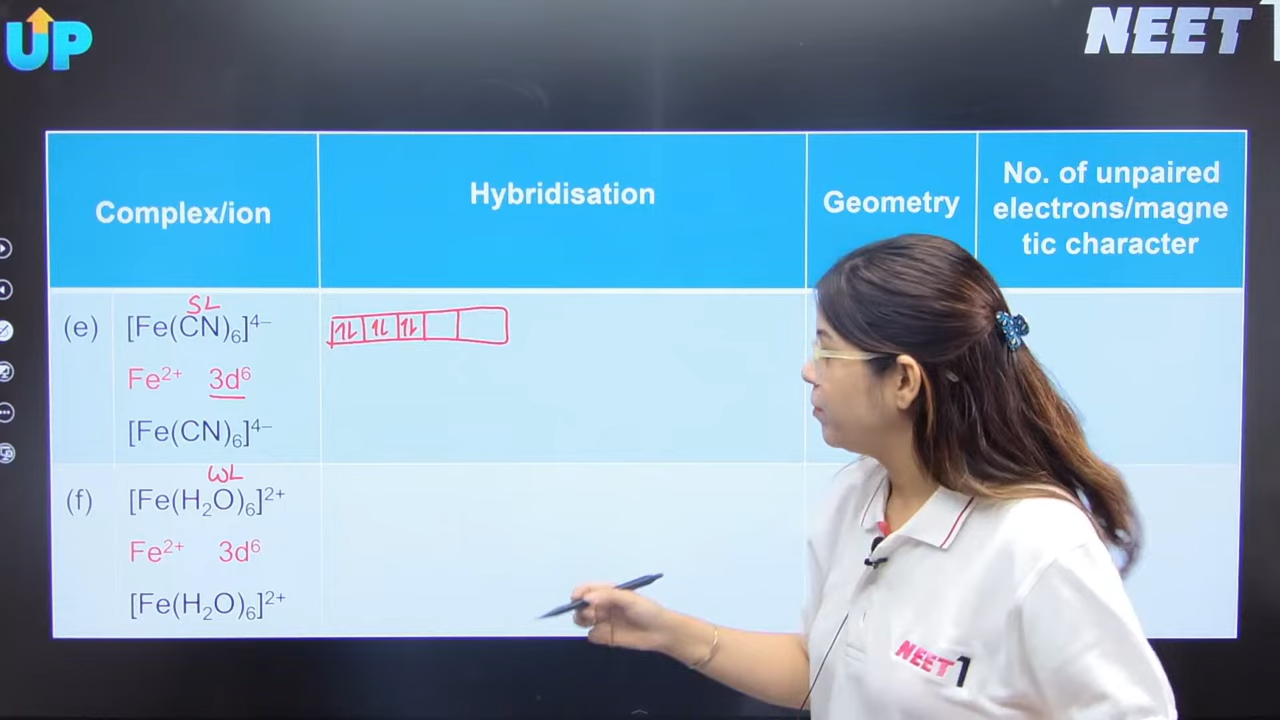 UP
NEET 1
Complex/ion
Hybridisation
Geometry
No. of unpaired
electrons/magne
tic character
SL
(e) [Fe(CN)₆]⁴⁻
1L 1L 1L
Fe²⁺ 3d⁶
[Fe(CN)₆]⁴⁻
WL
(f) [Fe(H₂O)₆]²⁺
Fe²⁺ 3d⁶
[Fe(H₂O)₆]²⁺
NEET1